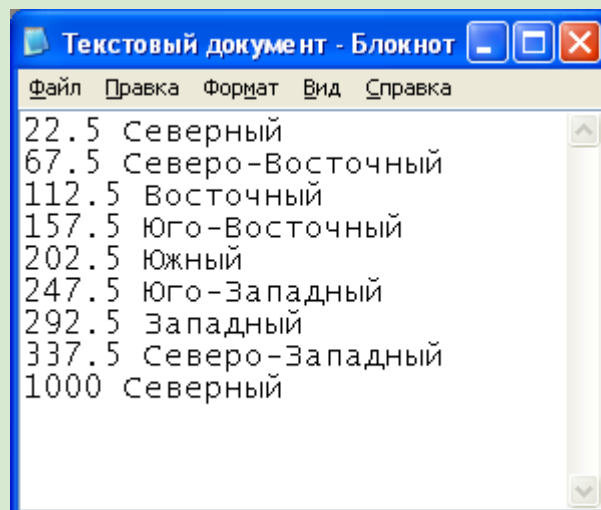 Текстовый документ - Блокнот
Файл Правка Формат Вид Справка
22.5 Северный
67.5 Северо-Восточный
112.5 Восточный
157.5 Юго-Восточный
202.5 Южный
247.5 Юго-Западный
292.5 Западный
337.5 Северо-Западный
1000 Северный